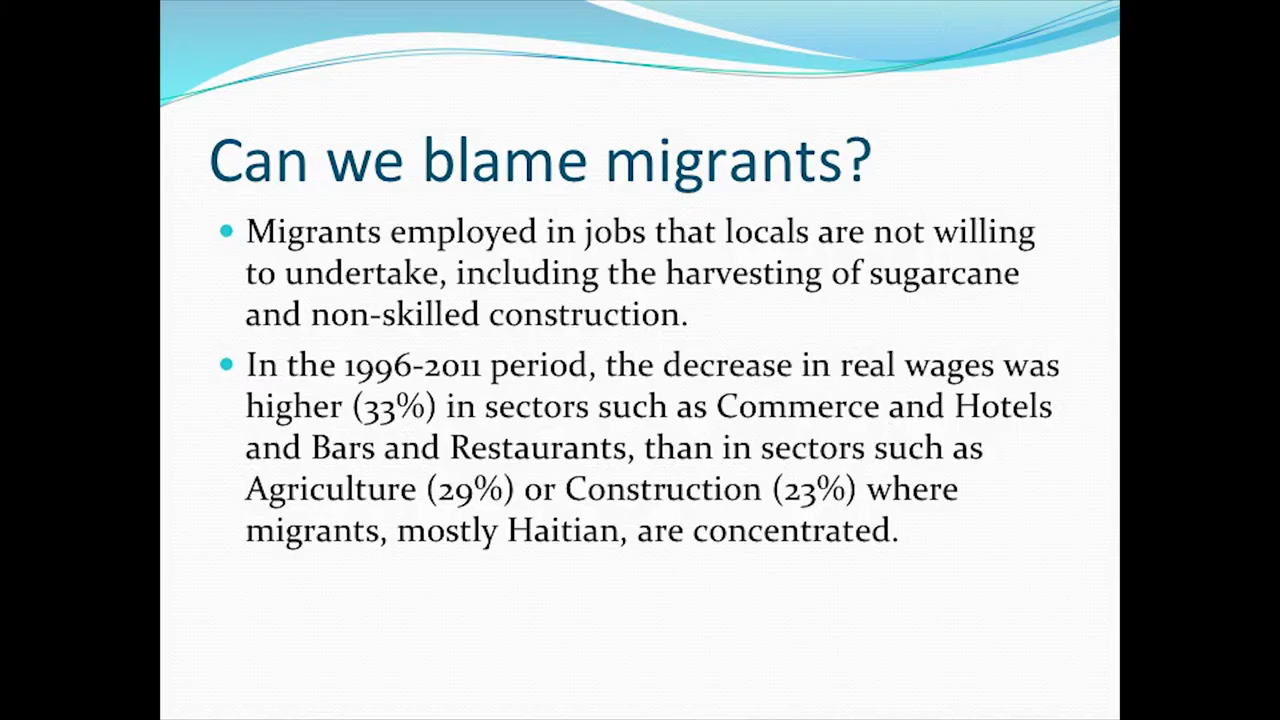 Can we blame migrants?
• Migrants employed in jobs that locals are not willing
to undertake, including the harvesting of sugarcane
and non-skilled construction.
• In the 1996-2011 period, the decrease in real wages was
higher (33%) in sectors such as Commerce and Hotels
and Bars and Restaurants, than in sectors such as
Agriculture (29%) or Construction (23%) where
migrants, mostly Haitian, are concentrated.